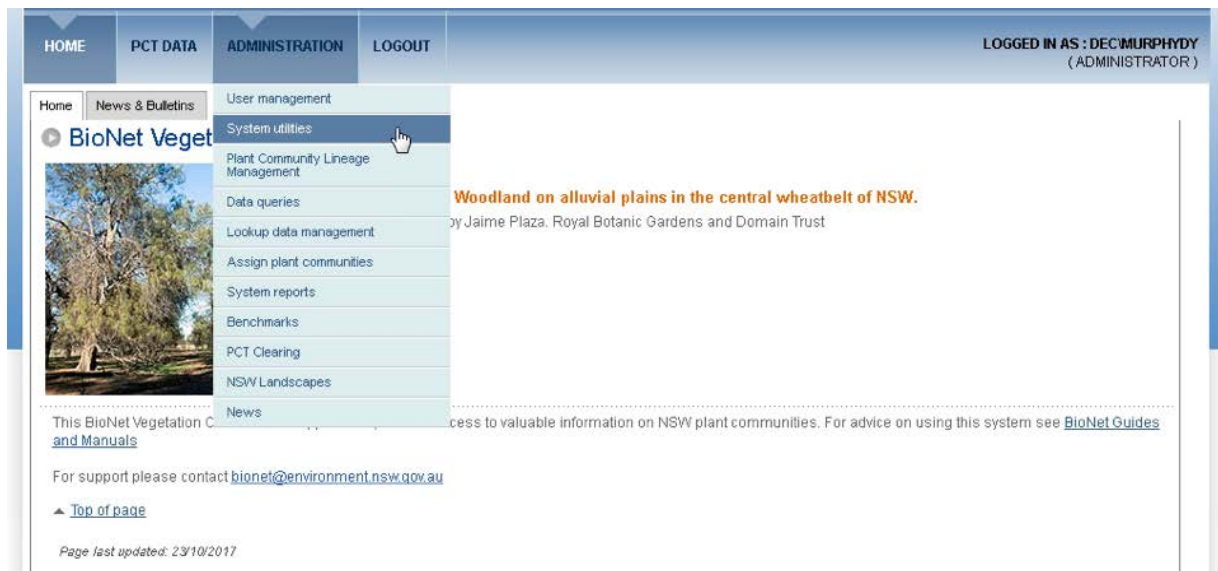 HOME PCT DATA ADMINISTRATION LOGOUT
LOGGED IN AS : DEC\MURPHYDY
( ADMINISTRATOR )
Home News & Bulletins
User management
System utilities
Plant Community Lineage
Management
Data queries
Lookup data management
Assign plant communities
System reports
Benchmarks
PCT Clearing
NSW Landscapes
News
BioNet Veget
Woodland on alluvial plains in the central wheatbelt of NSW.
by Jaime Plaza. Royal Botanic Gardens and Domain Trust
This BioNet Vegetation C cess to valuable information on NSW plant communities. For advice on using this system see BioNet Guides
and Manuals
For support please contact bionet@environment.nsw.gov.au
Top of page
Page last updated: 23/10/2017